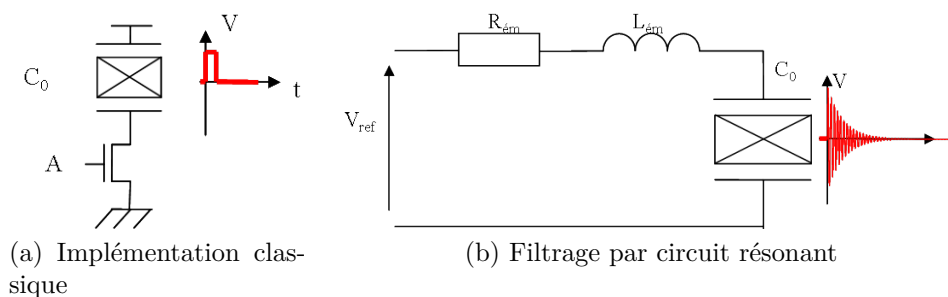 V
C₀
t
A
(a) Implémentation clas-
sique
Rém
Lém
C₀
V
Vref
(b) Filtrage par circuit résonant